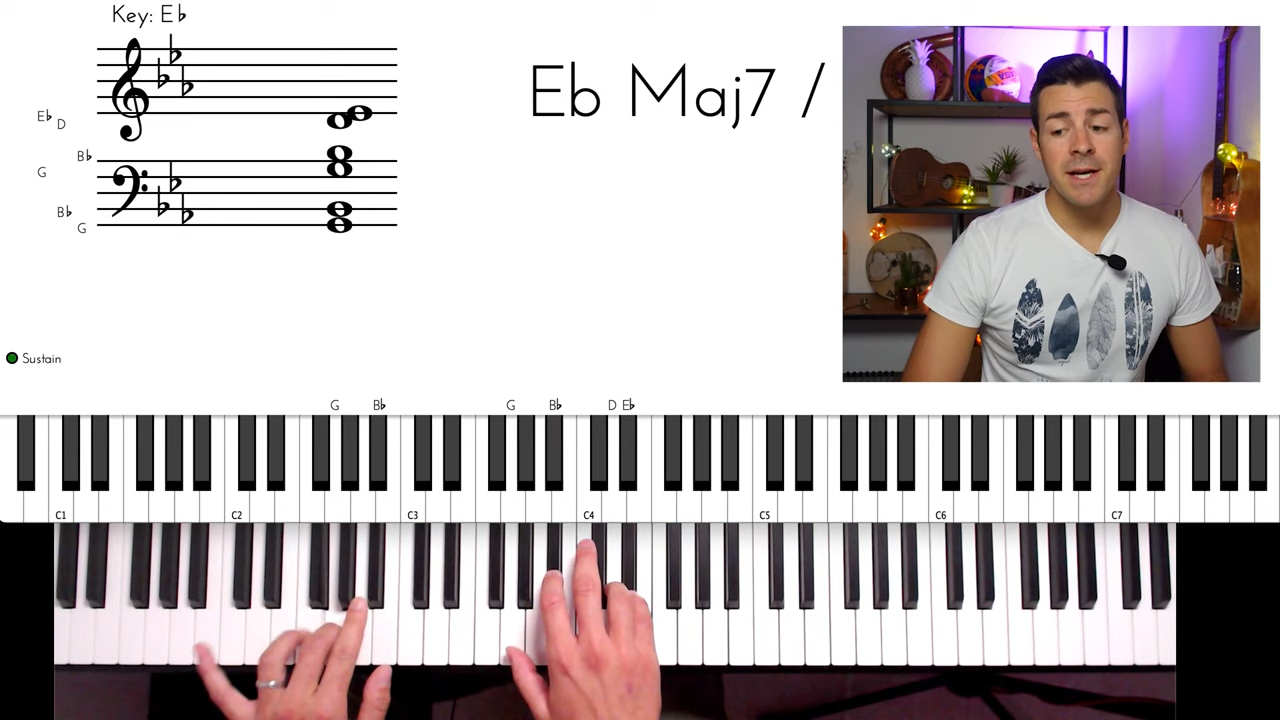 Key: E♭
Eb Maj7 /
E♭
D
B♭
G
B♭
G
Sustain
G B♭ G B♭ D E♭
C1 C2 C3 C4 C5 C6 C7